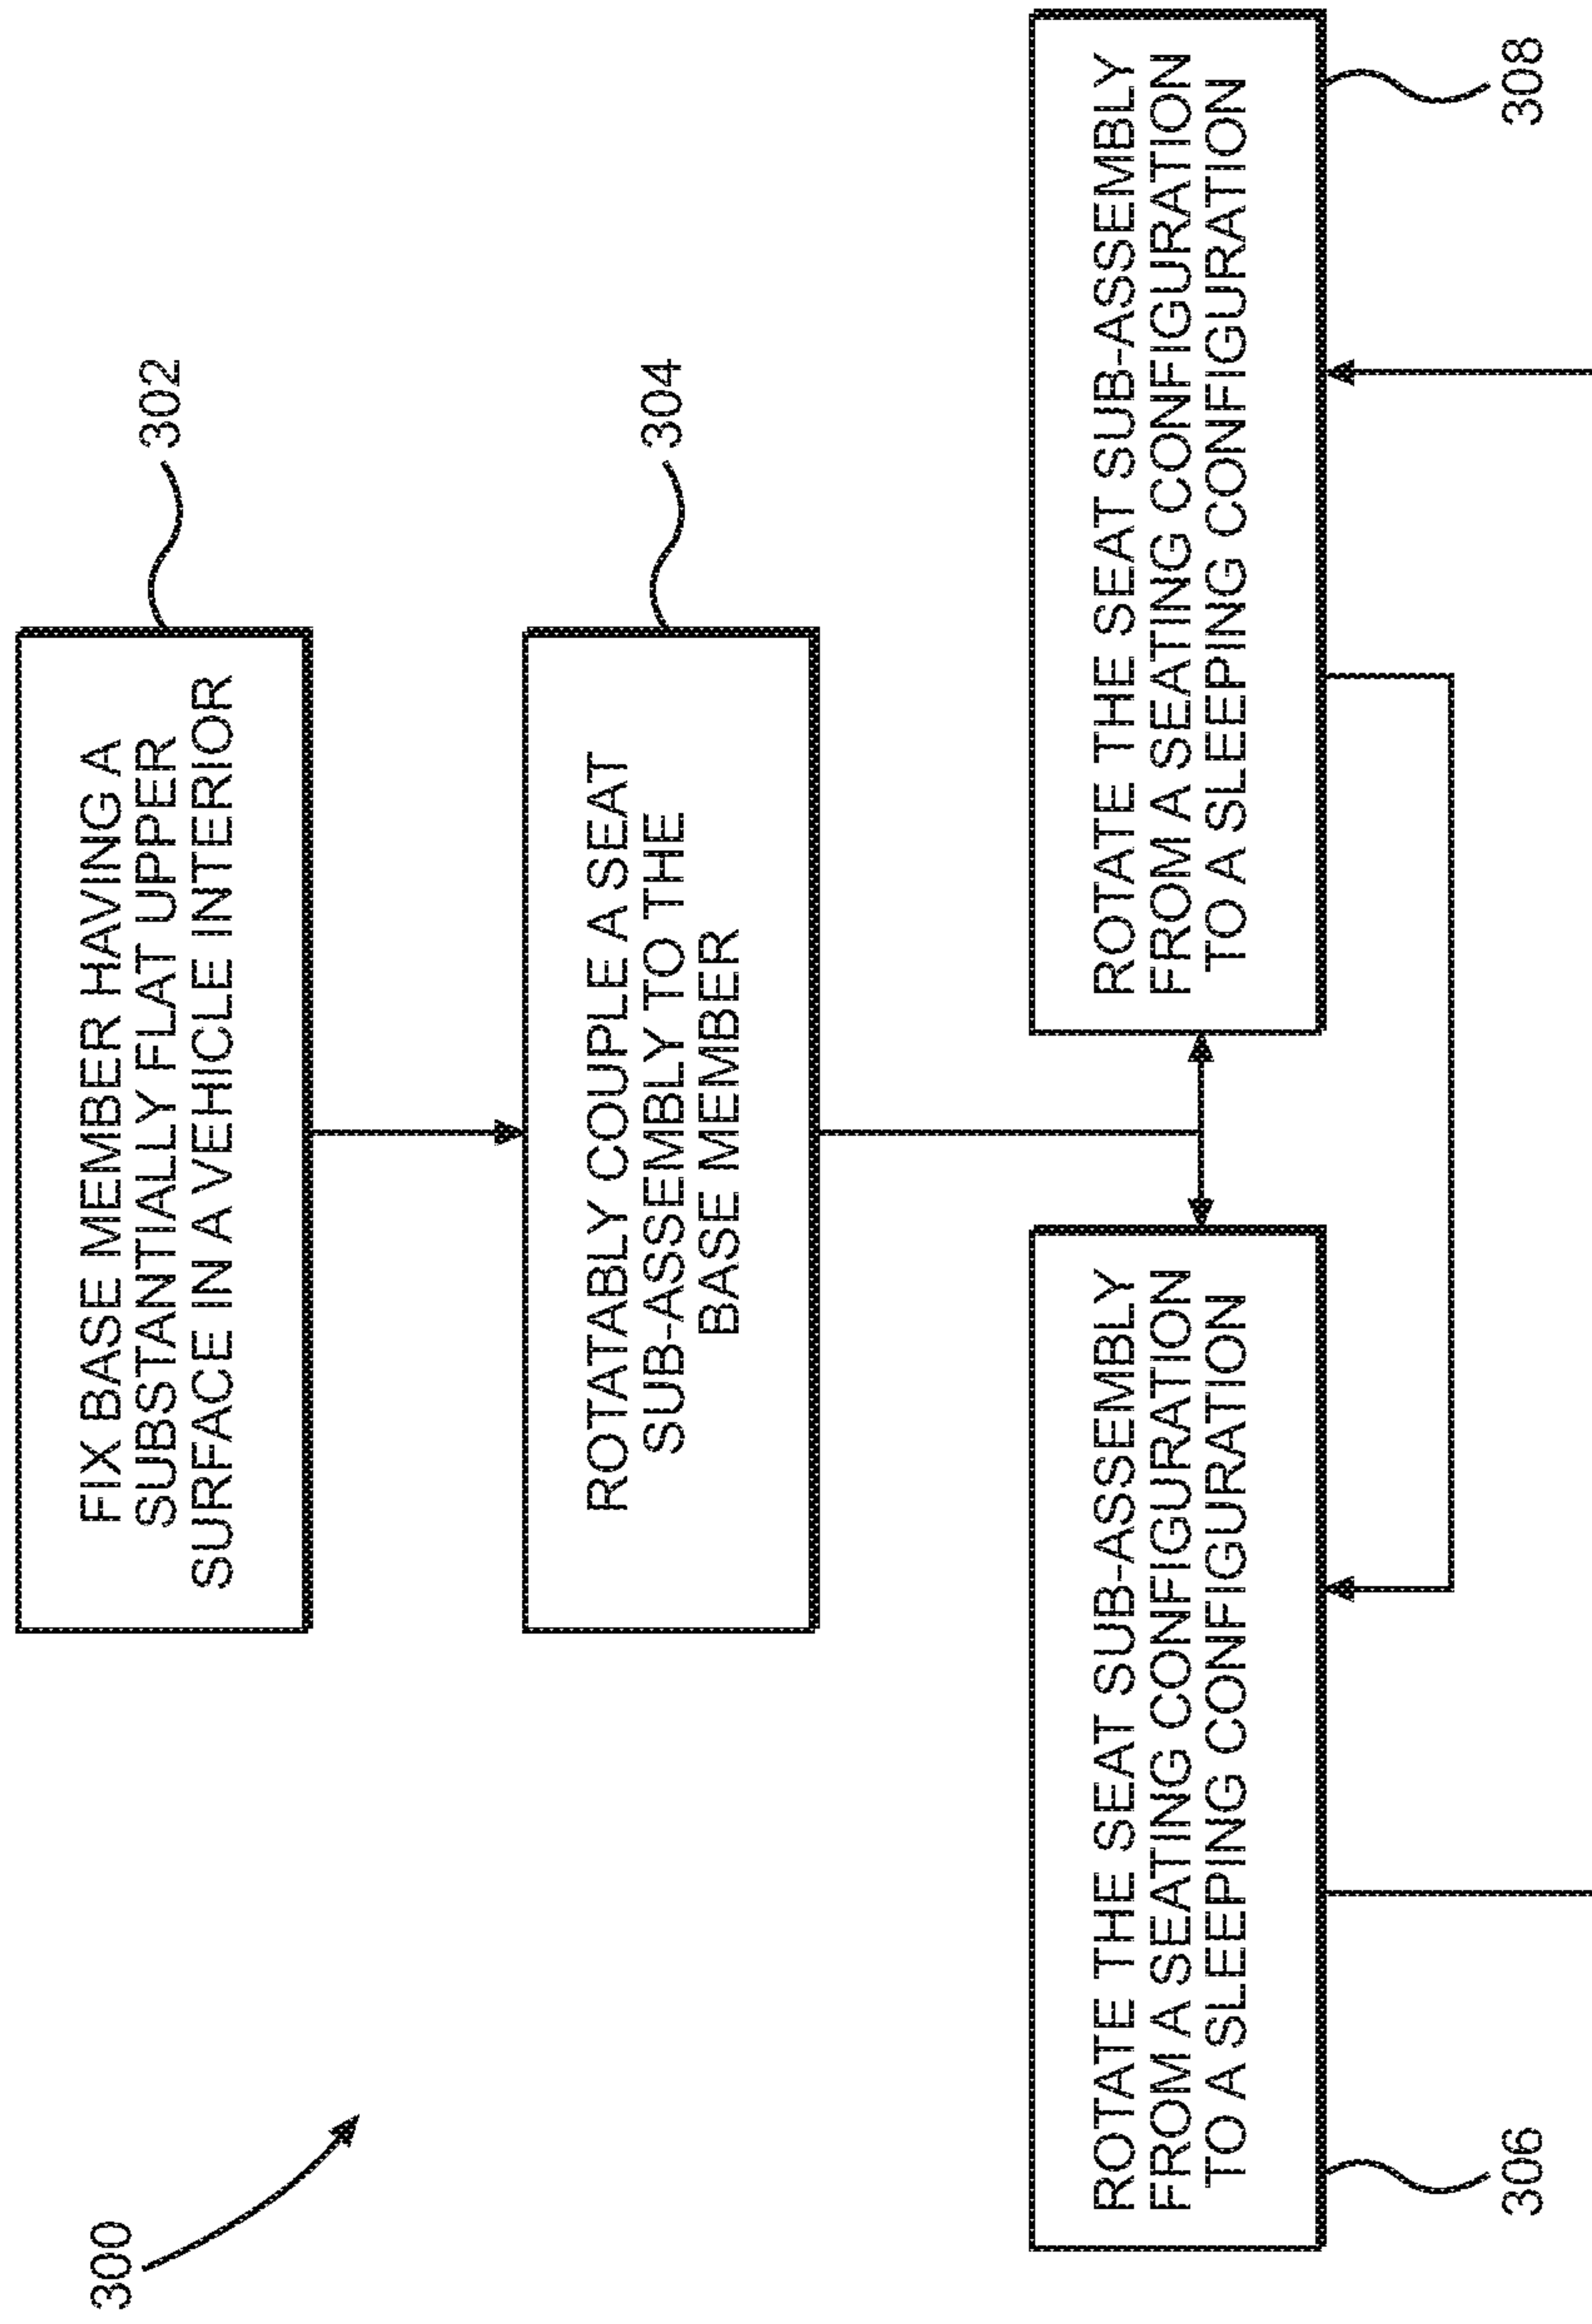 300
FIX BASE MEMBER HAVING A
SUBSTANTIALLY FLAT UPPER
SURFACE IN A VEHICLE INTERIOR
302
ROTATABLY COUPLE A SEAT
SUB-ASSEMBLY TO THE
BASE MEMBER
304
ROTATE THE SEAT SUB-ASSEMBLY
FROM A SEATING CONFIGURATION
TO A SLEEPING CONFIGURATION
306
ROTATE THE SEAT SUB-ASSEMBLY
FROM A SEATING CONFIGURATION
TO A SLEEPING CONFIGURATION
308